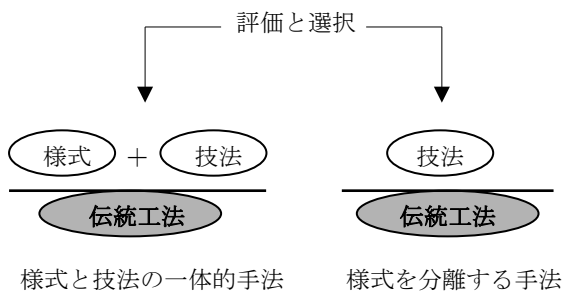 評価と選択
様式 + 技法
技法
伝統工法
伝統工法
様式と技法の一体的手法
様式を分離する手法